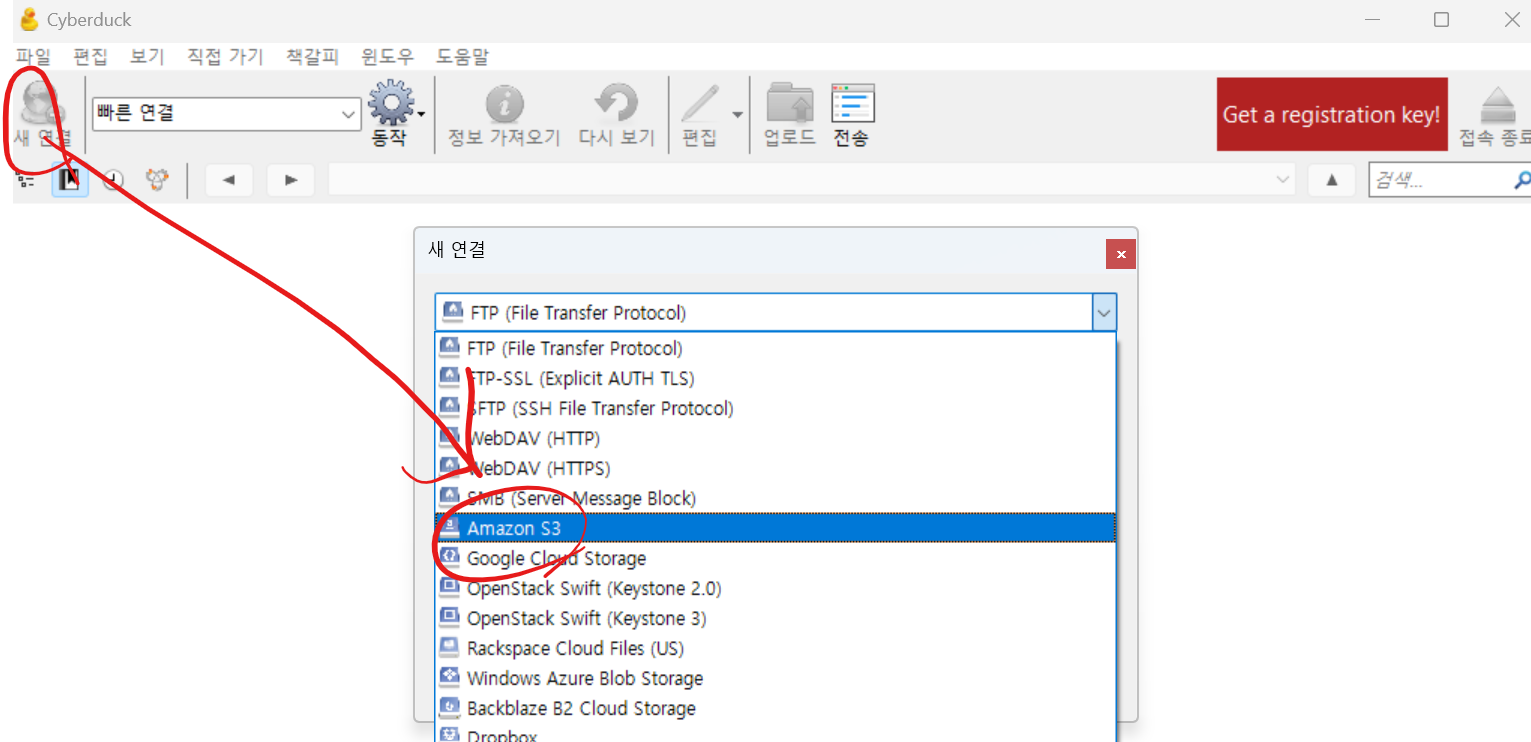 Cyberduck
파일 편집 보기 직접 가기 책갈피 윈도우 도움말
새 연결 빠른 연결 동작 정보 가져오기 다시 보기 편집 업로드 전송 Get a registration key! 접속 종료
검색...
새 연결
FTP (File Transfer Protocol)
FTP (File Transfer Protocol)
FTP-SSL (Explicit AUTH TLS)
SFTP (SSH File Transfer Protocol)
WebDAV (HTTP)
WebDAV (HTTPS)
SMB (Server Message Block)
Amazon S3
Google Cloud Storage
OpenStack Swift (Keystone 2.0)
OpenStack Swift (Keystone 3)
Rackspace Cloud Files (US)
Windows Azure Blob Storage
Backblaze B2 Cloud Storage
Dropbox